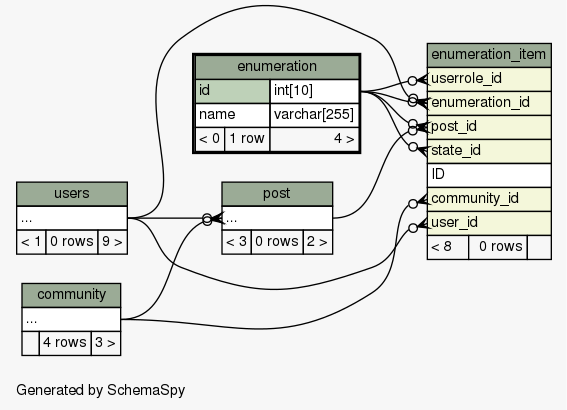 enumeration
id int[10]
name varchar[255]
< 0 1 row 4 >
enumeration_item
userrole_id
enumeration_id
post_id
state_id
ID
community_id
user_id
< 8 0 rows
users
...
< 1 0 rows 9 >
post
...
< 3 0 rows 2 >
community
...
4 rows 3 >
Generated by SchemaSpy